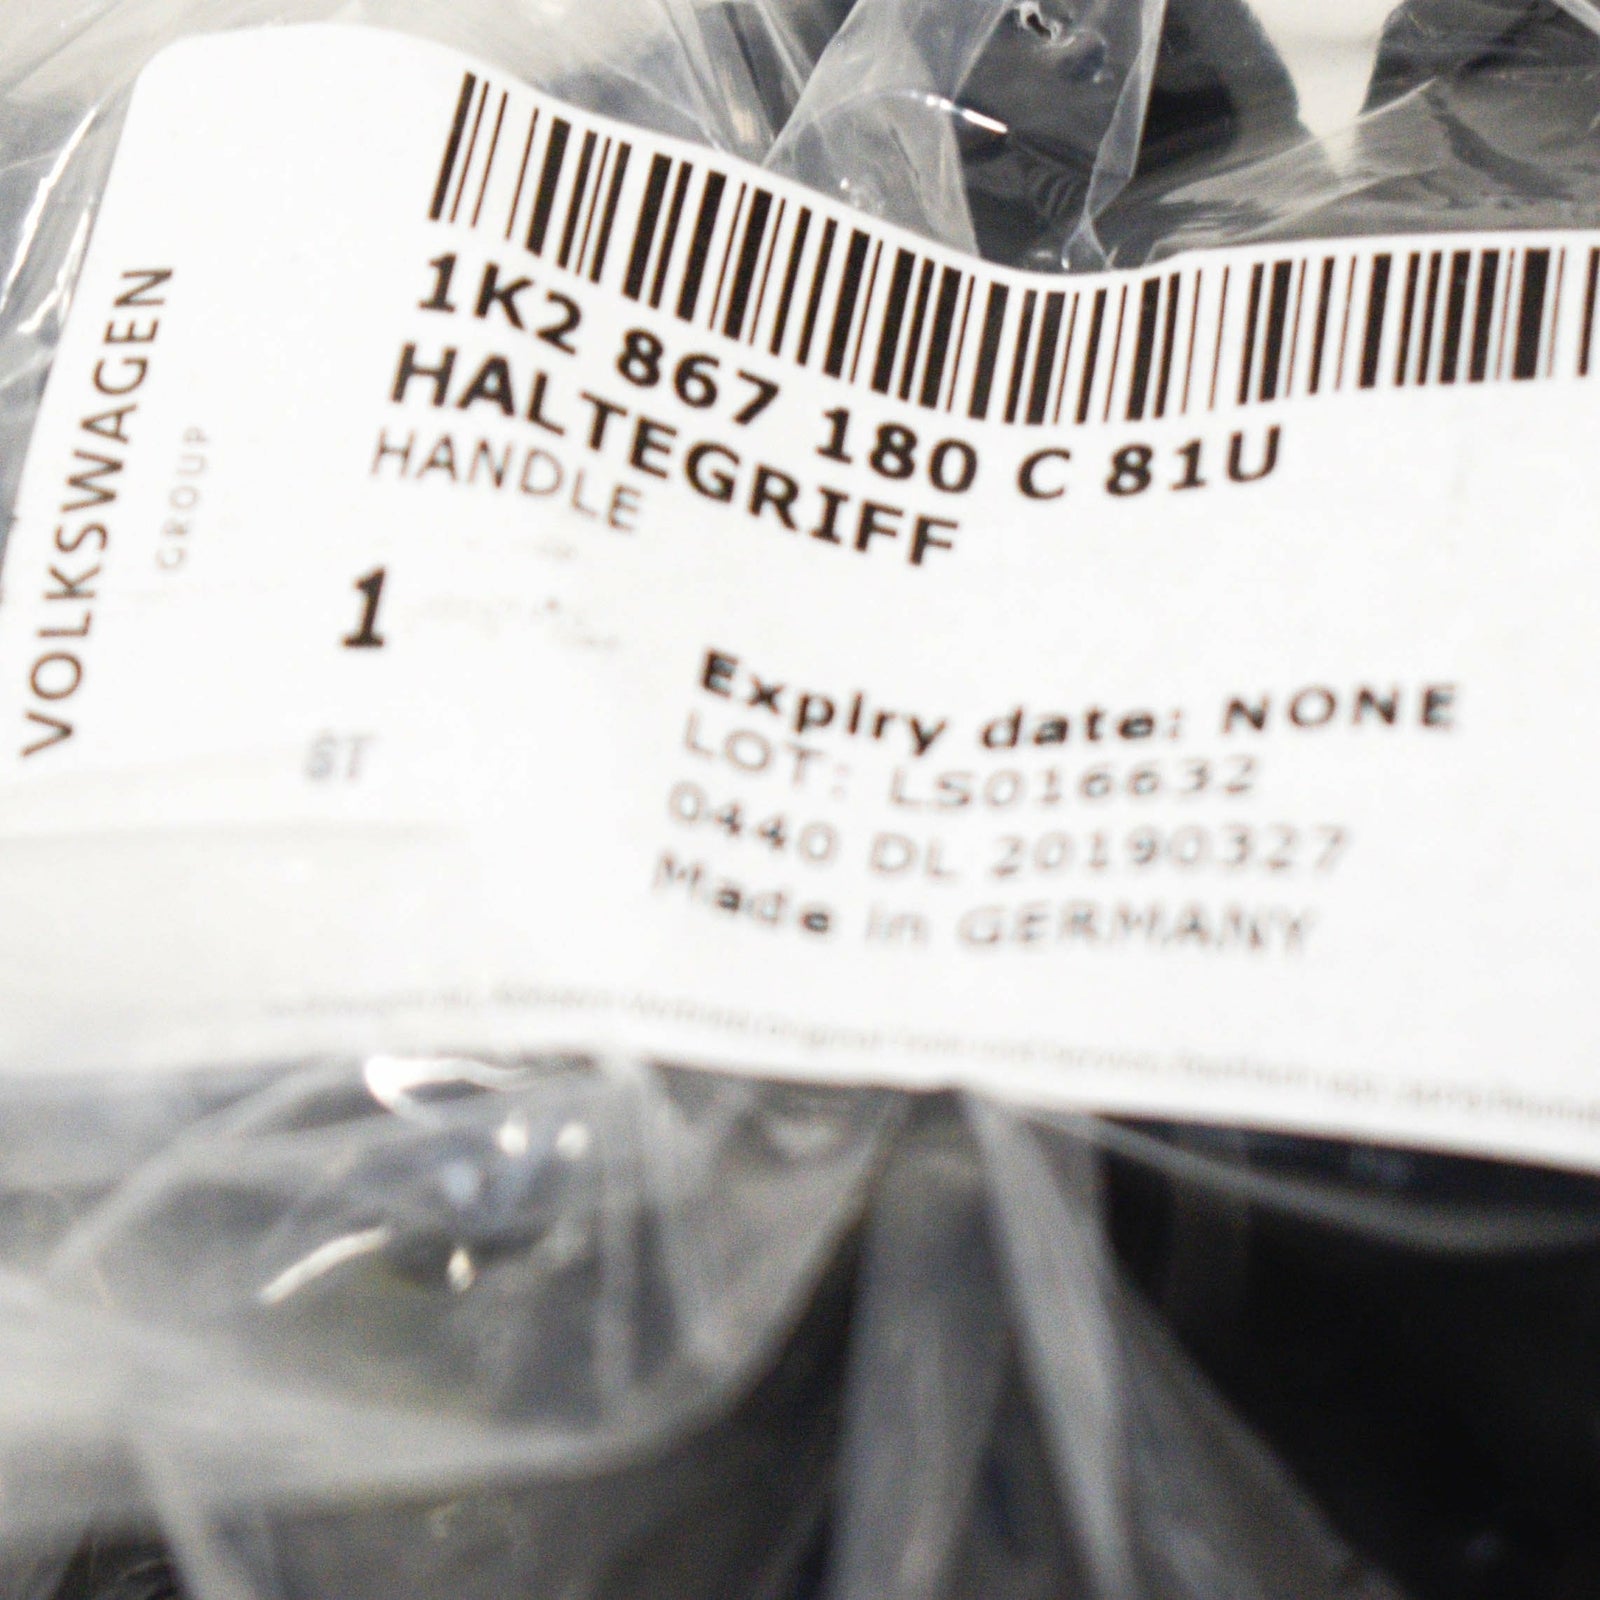 VOLKSWAGEN
GROUP
1K2 867 180 C 81U
HALTEGRIFF
HANDLE
1
ST
Expiry date: NONE
LOT: LS016632
0440 DL 20190327
Made in GERMANY